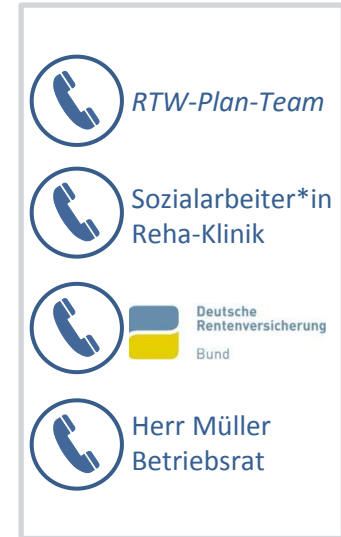 RTW-Plan-Team
Sozialarbeiter*in
Reha-Klinik
Deutsche
Rentenversicherung
Bund
Herr Müller
Betriebsrat